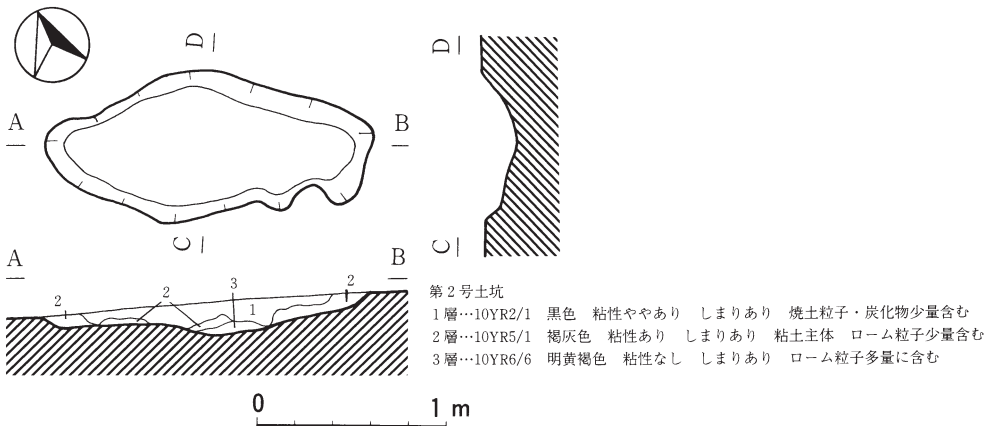 D
D
A
B
C
C
A
B
2
2
3
1
2
第2号土坑
1層…10YR2/1 黒色 粘性ややあり しまりあり 焼土粒子・炭化物少量含む
2層…10YR5/1 褐灰色 粘性あり しまりあり 粘土主体 ローム粒子少量含む
3層…10YR6/6 明黄褐色 粘性なし しまりあり ローム粒子多量に含む
0 1 m